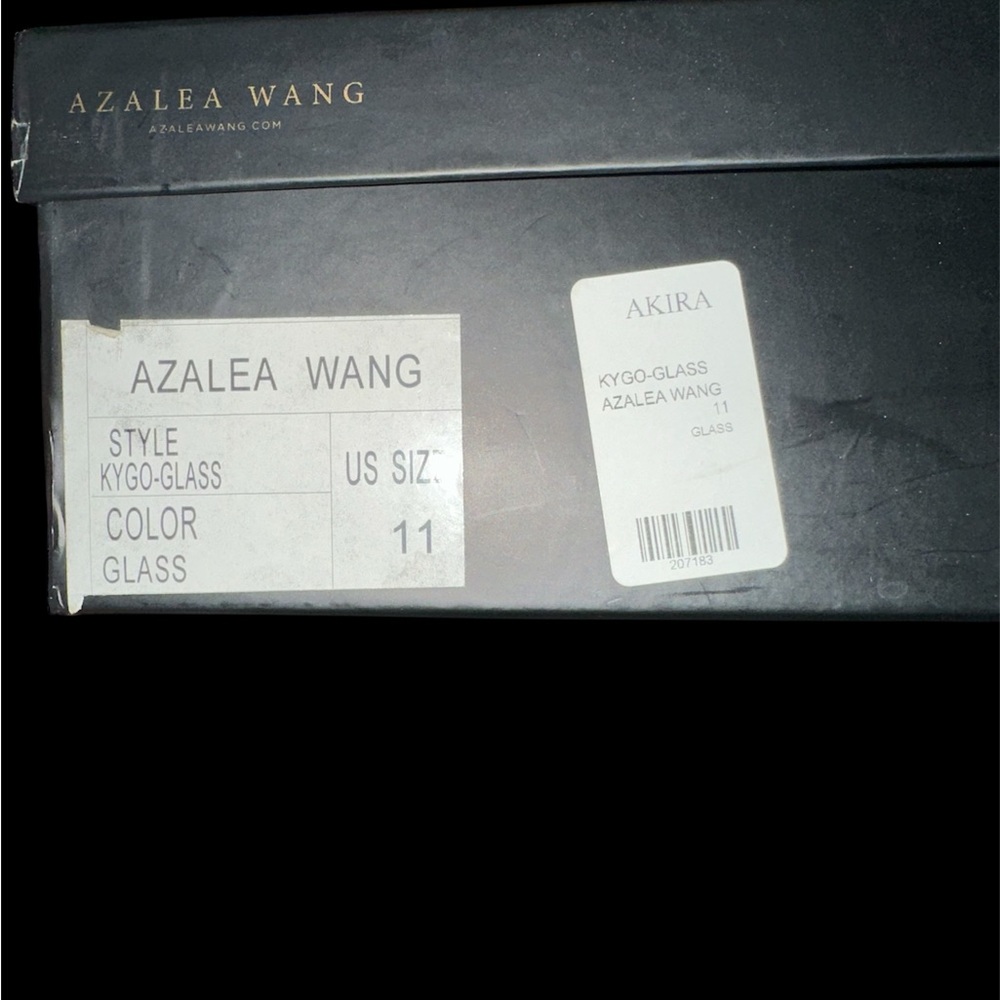 AZALEA WANG
AZALEAWANG.COM
AZALEA WANG
STYLE
KYGO-GLASS
US SIZE
COLOR
GLASS
11
AKIRA
KYGO-GLASS
AZALEA WANG
11
GLASS
207183